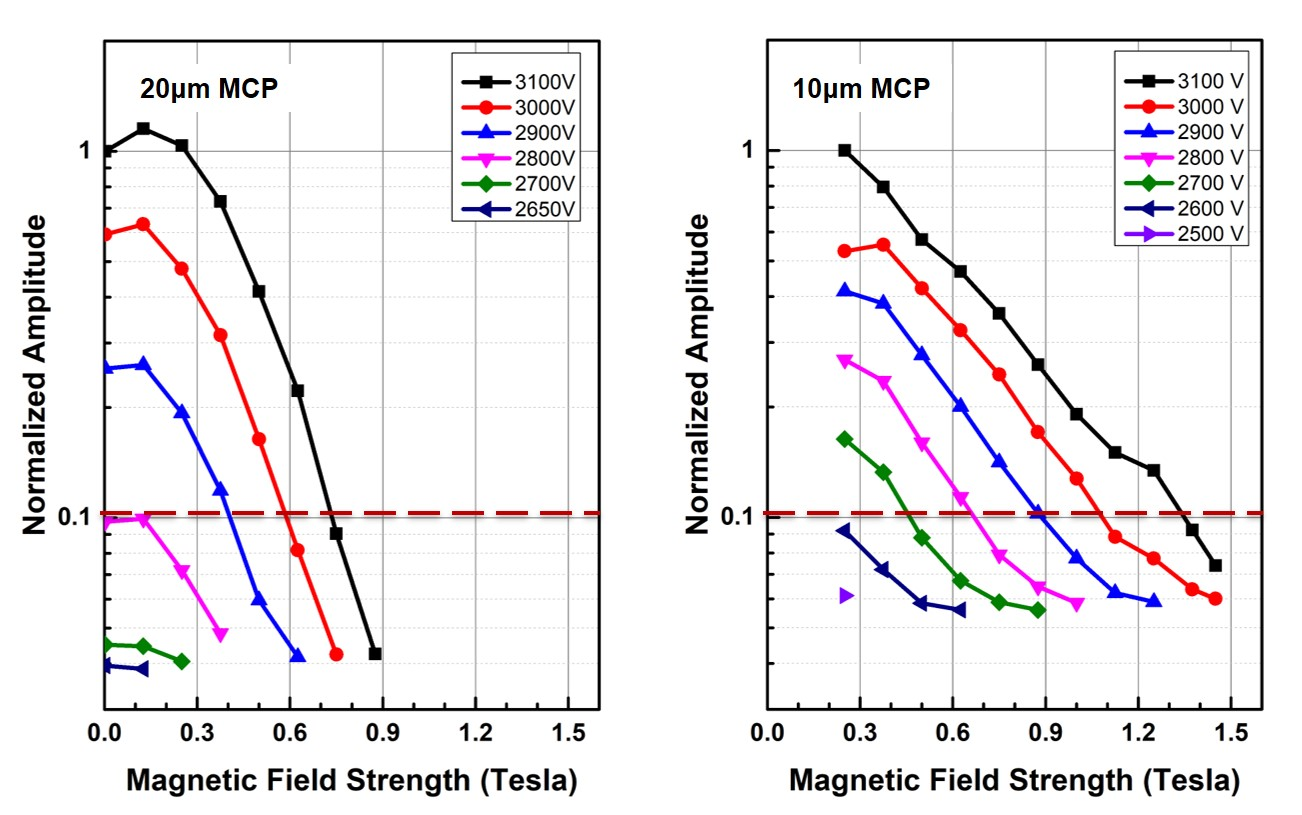 20µm MCP
3100V
3000V
2900V
2800V
2700V
2650V
1
0.1
Normalized Amplitude
0.0 0.3 0.6 0.9 1.2 1.5
Magnetic Field Strength (Tesla)
10µm MCP
3100 V
3000 V
2900 V
2800 V
2700 V
2600 V
2500 V
1
0.1
Normalized Amplitude
0.0 0.3 0.6 0.9 1.2 1.5
Magnetic Field Strength (Tesla)